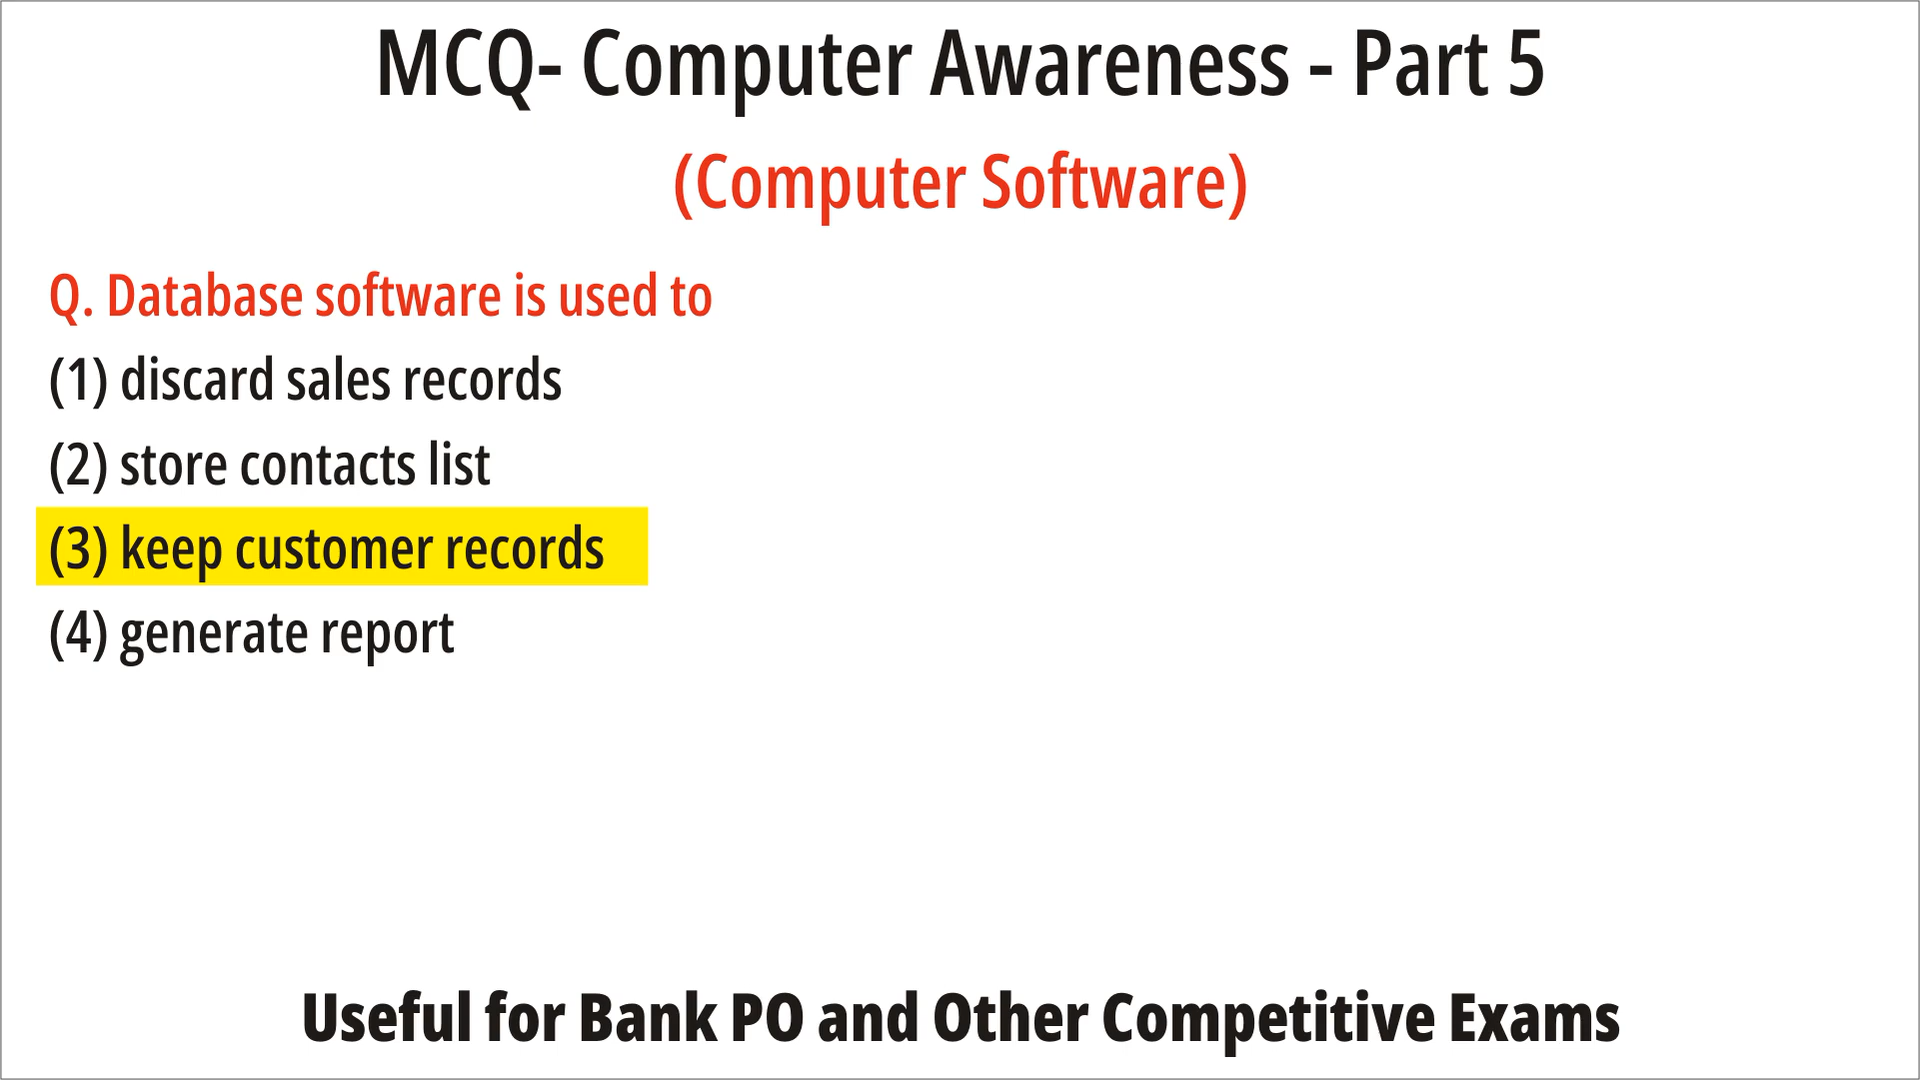 MCQ- Computer Awareness - Part 5
(Computer Software)
Q. Database software is used to
(1) discard sales records
(2) store contacts list
(3) keep customer records
(4) generate report
Useful for Bank PO and Other Competitive Exams